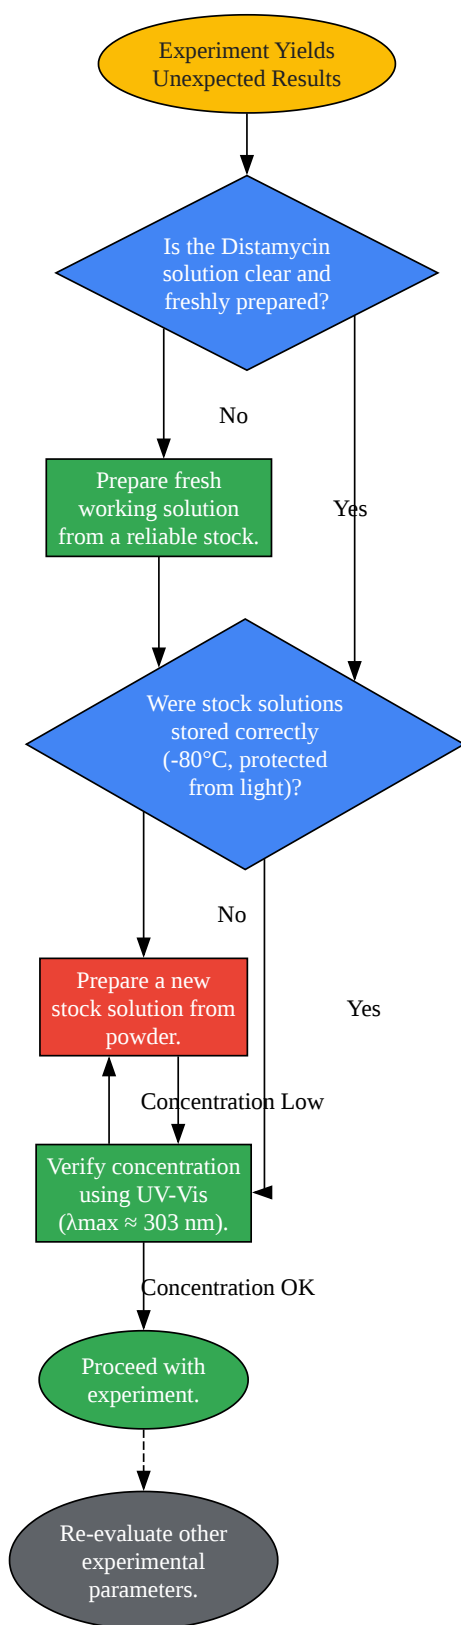 Experiment Yields
Unexpected Results
Is the Distamycin
solution clear and
freshly prepared?
No
Prepare fresh
working solution
from a reliable stock.
Yes
Were stock solutions
stored correctly
(-80°C, protected
from light)?
No
Prepare a new
stock solution from
powder.
Yes
Concentration Low
Verify concentration
using UV-Vis
(λmax ≈ 303 nm).
Concentration OK
Proceed with
experiment.
Re-evaluate other
experimental
parameters.